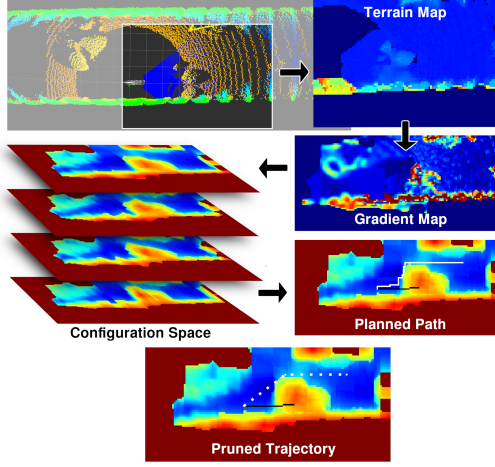 Terrain Map
Gradient Map
Configuration Space
Planned Path
Pruned Trajectory